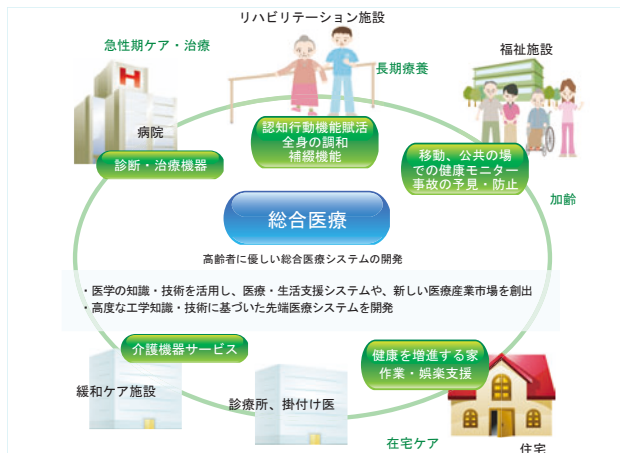 リハビリテーション施設
急性期ケア・治療
福祉施設
長期療養
H
病院
認知行動機能賦活
全身の調和
補綴機能
診断・治療機器
移動、公共の場
での健康モニター
事故の予見・防止
加齢
総合医療
高齢者に優しい総合医療システムの開発
・医学の知識・技術を活用し、医療・生活支援システムや、新しい医療産業市場を創出
・高度な工学知識・技術に基づいた先端医療システムを開発
介護機器サービス
健康を増進する家
作業・娯楽支援
緩和ケア施設
診療所、掛付け医
在宅ケア
住宅